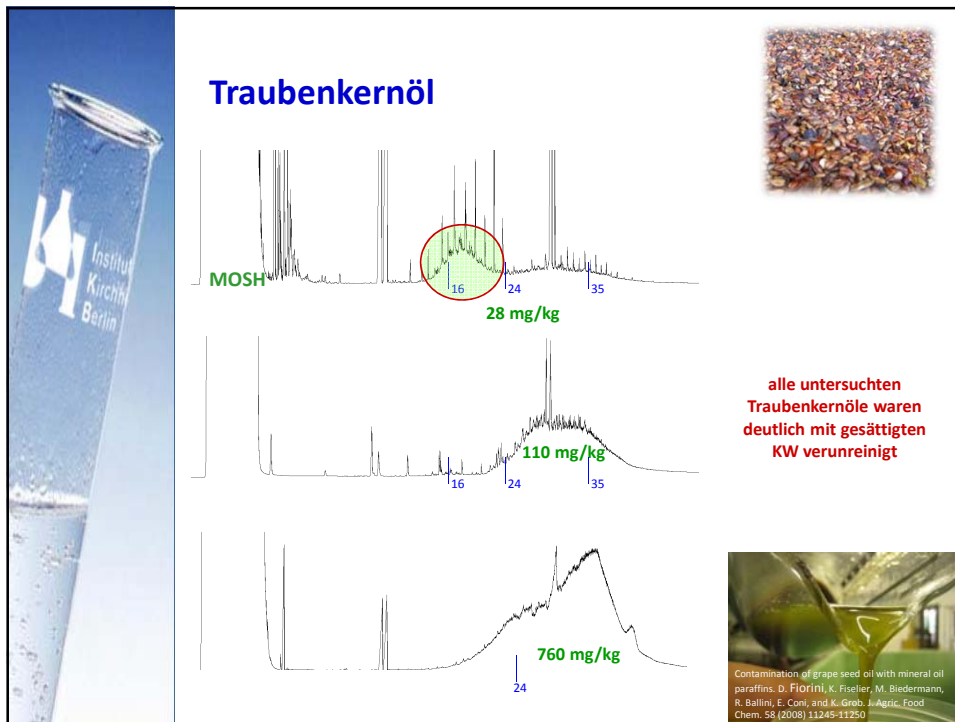 Traubenkernöl
MOSH
16
24
35
28 mg/kg
110 mg/kg
16
24
35
760 mg/kg
24
alle untersuchten
Traubenkernöle waren
deutlich mit gesättigten
KW verunreinigt
Institut
Berlin
Contamination of grape seed oil with mineral oil
paraffins. D. Fiorini, K. Fiselier, M. Biedermann,
R. Ballini, E. Coni, and K. Grob. J. Agric. Food
Chem. 58 (2008) 11245-11250